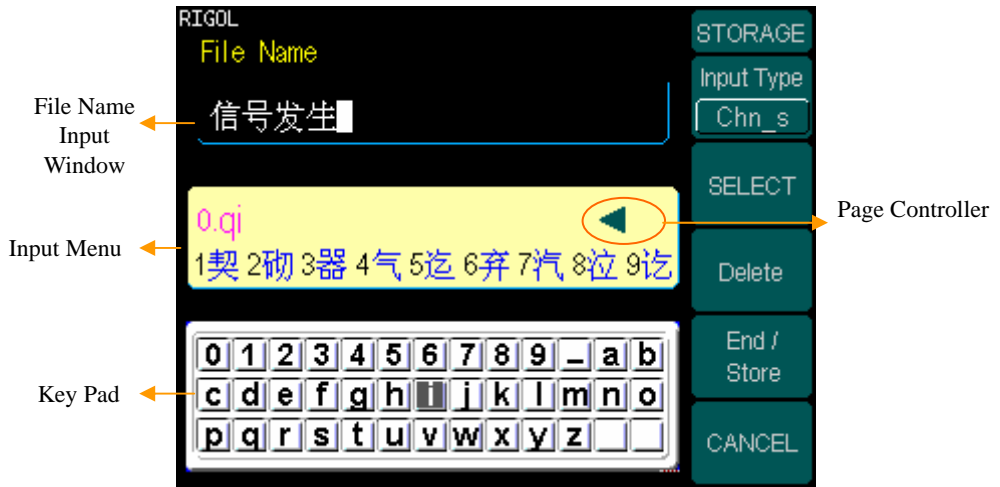 RIGOL
File Name
信号发生
0.qi
1契 2砌 3器 4气 5迄 6弃 7汽 8泣 9讫
0 1 2 3 4 5 6 7 8 9 _ a b
c d e f g h i j k l m n o
p q r s t u v w x y z
STORAGE
Input Type
Chn_s
SELECT
Delete
End /
Store
CANCEL
File Name
Input
Window
Input Menu
Key Pad
Page Controller